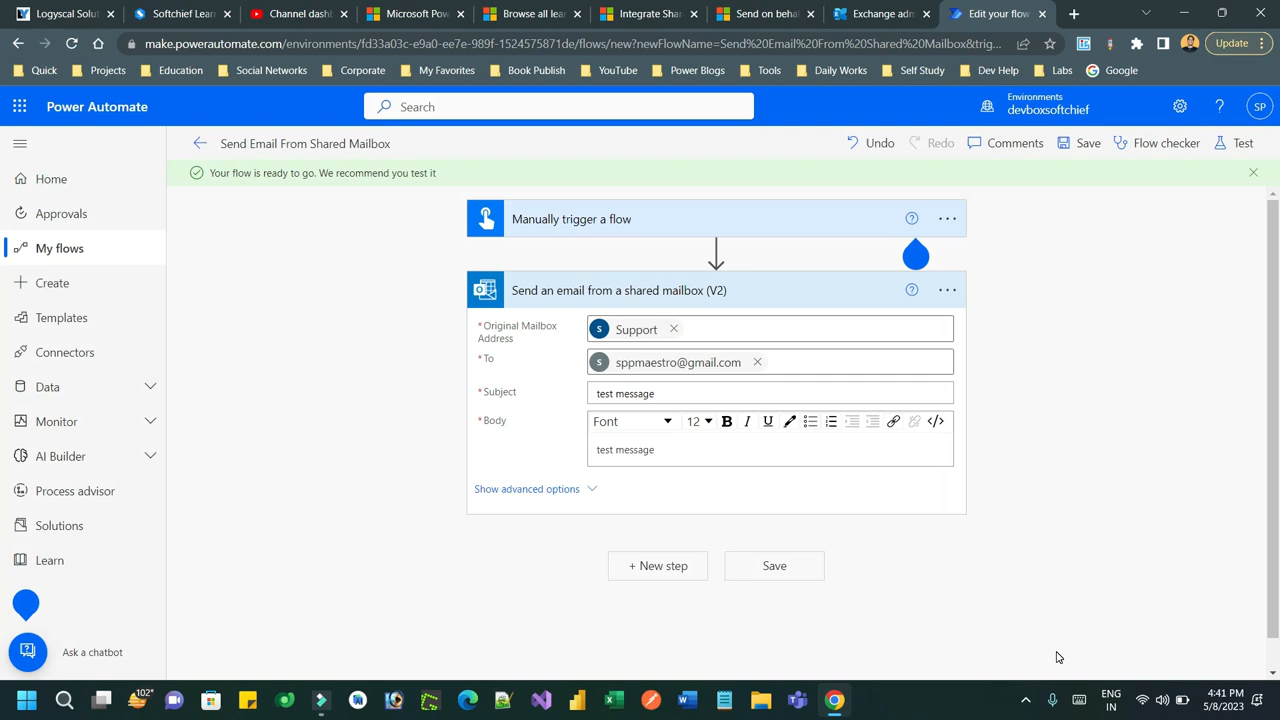 Logyscal Solut
Softchief Lear
Channel dash
Microsoft Pow
Browse all lea
Integrate Shar
Send on behal
Exchange adm
Edit your flow
make.powerautomate.com/environments/fd33a03c-e9a0-ee7e-989f-1524575871de/flows/new?newFlowName=Send%20Email%20From%20Shared%20Mailbox&trig...
Update
Quick
Projects
Education
Social Networks
Corporate
My Favorites
Book Publish
YouTube
Power Blogs
Tools
Daily Works
Self Study
Dev Help
Labs
Google
Power Automate
Search
Environments
devboxsoftchief
SP
Send Email From Shared Mailbox
Undo
Redo
Comments
Save
Flow checker
Test
Your flow is ready to go. We recommend you test it
Home
Approvals
My flows
Create
Templates
Connectors
Data
Monitor
AI Builder
Process advisor
Solutions
Learn
Ask a chatbot
Manually trigger a flow
Send an email from a shared mailbox (V2)
*Original Mailbox
Address
S Support
*To
S sppmaestro@gmail.com
*Subject
test message
*Body
Font 12 B I U
test message
Show advanced options
+ New step
Save
102°
ENG
IN
4:41 PM
5/8/2023